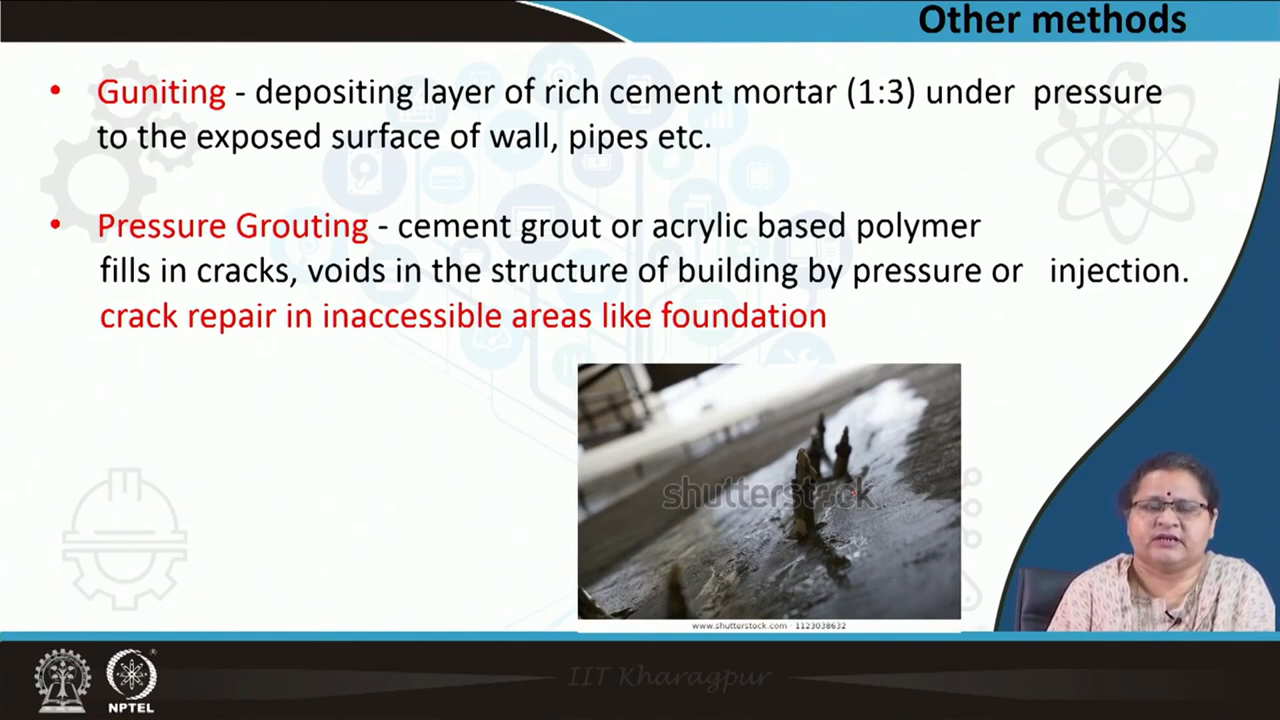 Other methods
• Guniting - depositing layer of rich cement mortar (1:3) under pressure
to the exposed surface of wall, pipes etc.
• Pressure Grouting - cement grout or acrylic based polymer
fills in cracks, voids in the structure of building by pressure or injection.
crack repair in inaccessible areas like foundation
shutterstock
www.shutterstock.com · 1123038632
IIT Kharagpur
NPTEL